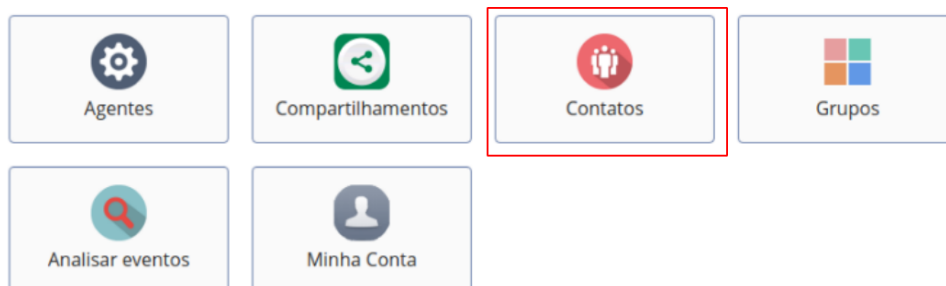 Agentes
Compartilhamentos
Contatos
Grupos
Analisar eventos
Minha Conta